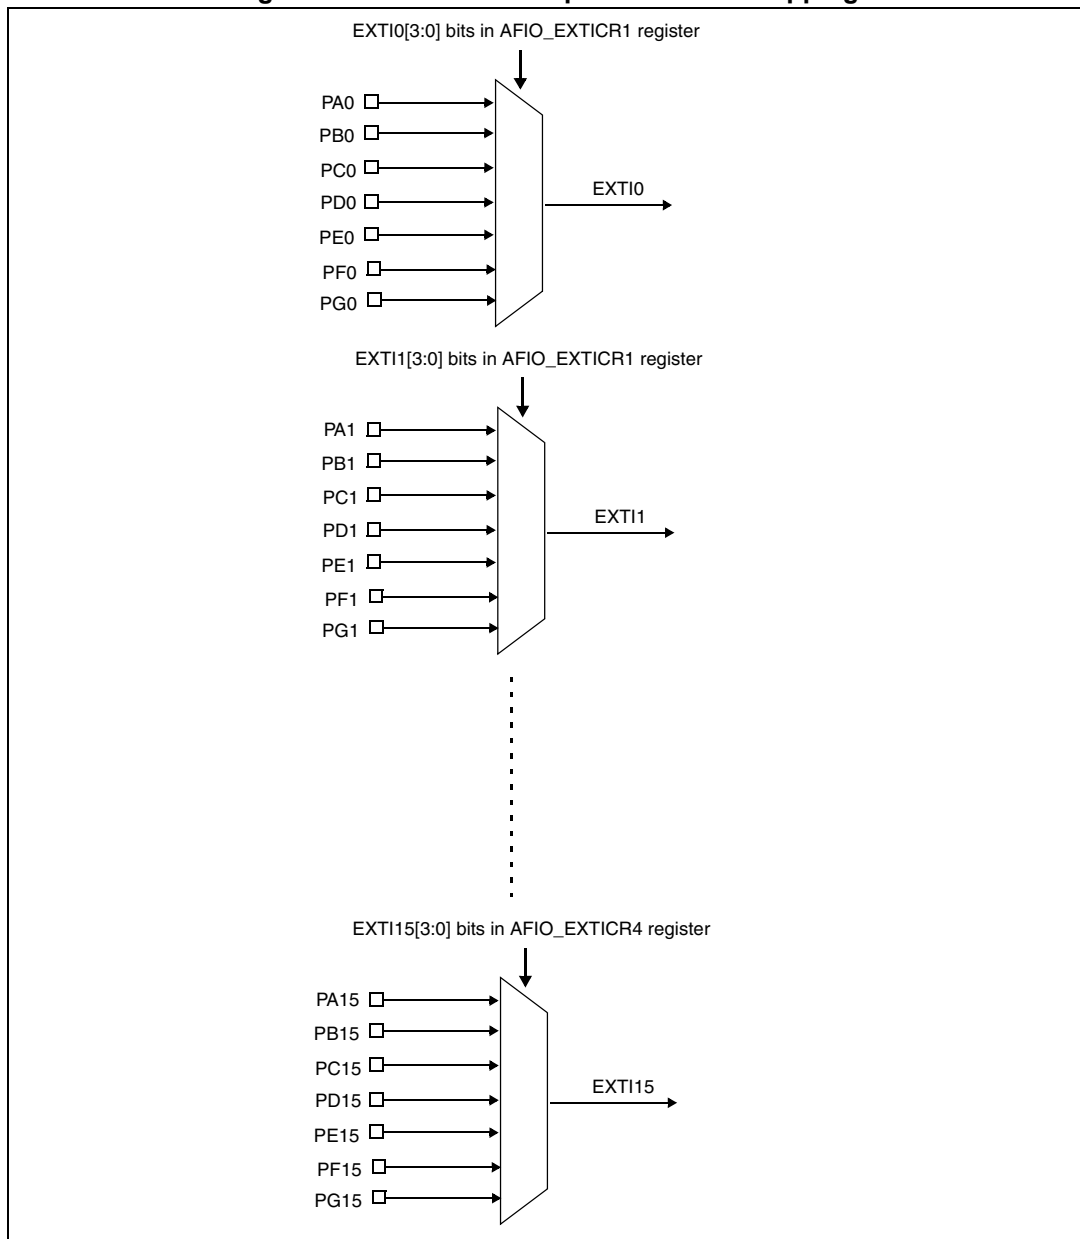 EXTI0[3:0] bits in AFIO_EXTICR1 register
PA0
PB0
PC0
PD0
EXTI0
PE0
PF0
PG0
EXTI1[3:0] bits in AFIO_EXTICR1 register
PA1
PB1
PC1
PD1
EXTI1
PE1
PF1
PG1
EXTI15[3:0] bits in AFIO_EXTICR4 register
PA15
PB15
PC15
PD15
EXTI15
PE15
PF15
PG15